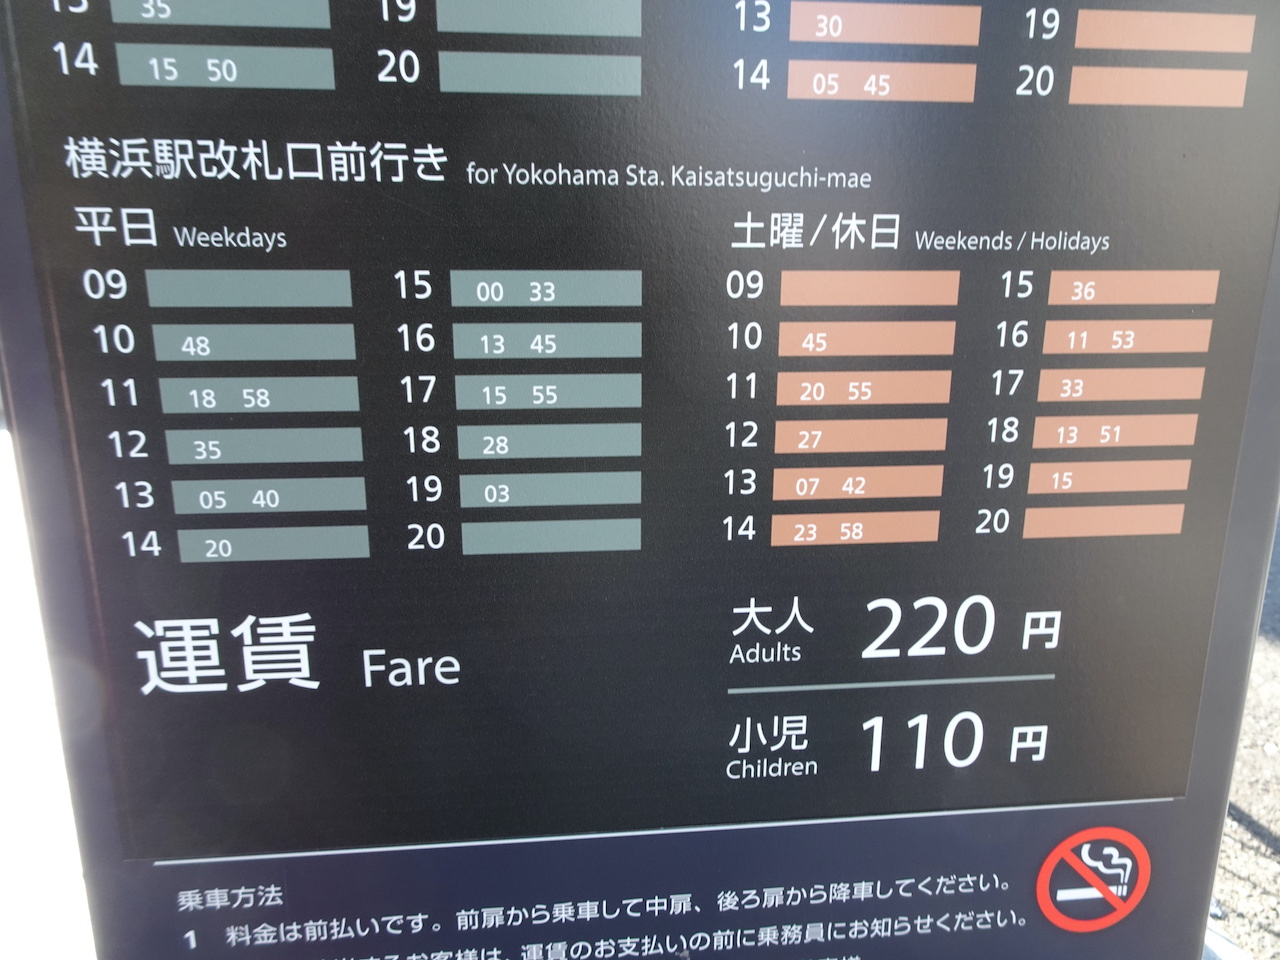 13 35 19 13 30 19
14 15 50 20 14 05 45 20
横浜駅改札口前行き for Yokohama Sta. Kaisatsuguchi-mae
平日 Weekdays 土曜/休日 Weekends / Holidays
09 15 00 33 09 15 36
10 48 16 13 45 10 45 16 11 53
11 18 58 17 15 55 11 20 55 17 33
12 35 18 28 12 27 18 13 51
13 05 40 19 03 13 07 42 19 15
14 20 20 14 23 58 20
運賃 Fare
大人 220 円
Adults
小児 110 円
Children
乗車方法
1 料金は前払いです。前扉から乗車して中扉、後ろ扉から降車してください。
お客様は、運賃のお支払いの前に乗務員にお知らせください。